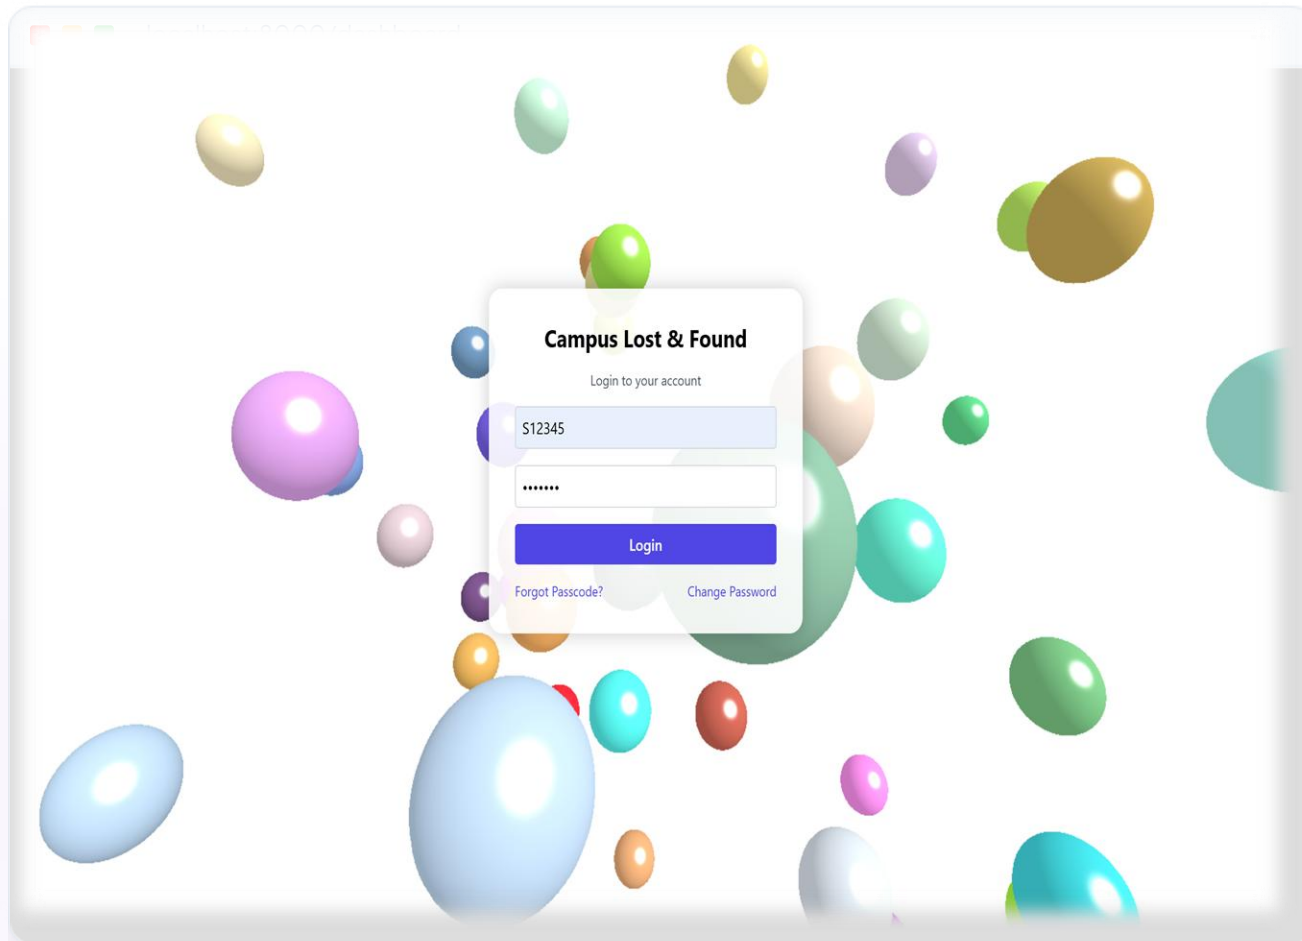 Campus Lost & Found
Login to your account
S12345
•••••••
Login
Forgot Passcode? Change Password